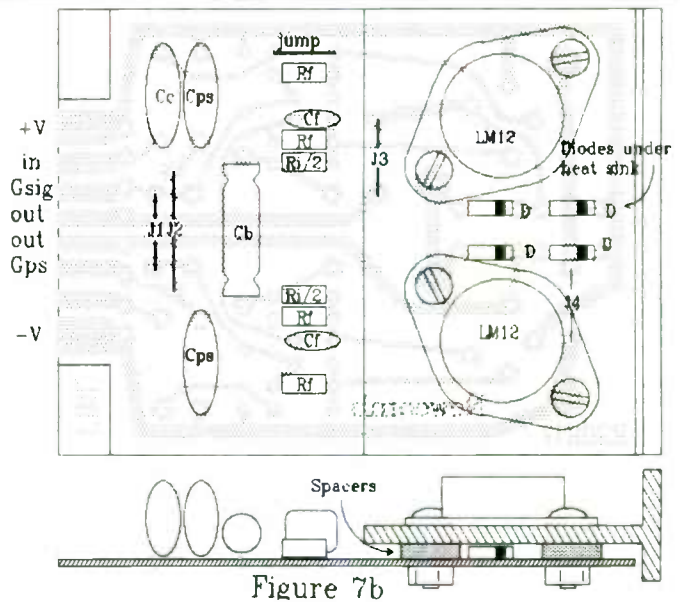 jump
Rf
Cc Cps
+V
Cf
Rf
Ri/2
in
Gsig
out
out
Gps
J1 J2
Cb
J3
LM12
Diodes under
heat sink
D D
D D
J4
Ri/2
Rf
Cf
-V
Cps
Rf
LM12
Spacers
Figure 7b